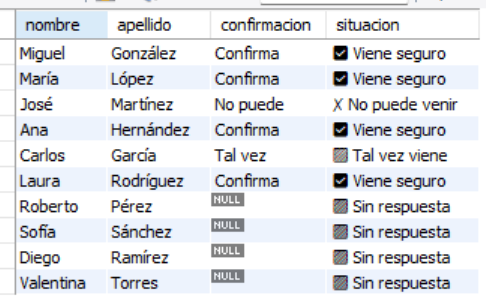 nombre apellido confirmacion situacion
Miguel González Confirma ✅ Viene seguro
María López Confirma ✅ Viene seguro
José Martínez No puede X No puede venir
Ana Hernández Confirma ✅ Viene seguro
Carlos García Tal vez Tal vez viene
Laura Rodríguez Confirma ✅ Viene seguro
Roberto Pérez NULL Sin respuesta
Sofía Sánchez NULL Sin respuesta
Diego Ramírez NULL Sin respuesta
Valentina Torres NULL Sin respuesta